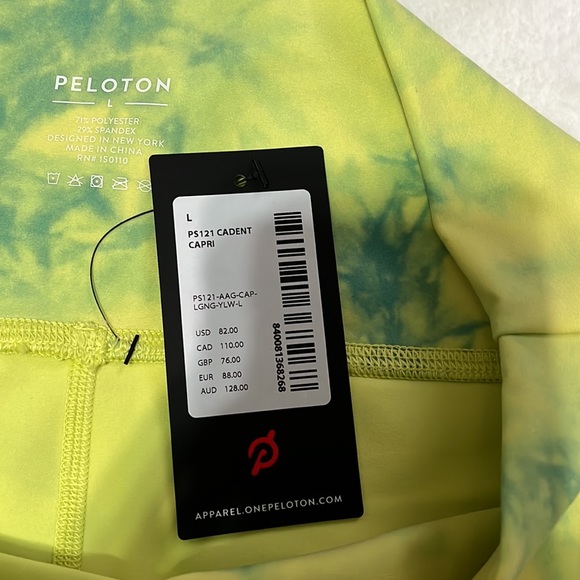 PELOTON
L
71% POLYESTER
29% SPANDEX
DESIGNED IN NEW YORK
MADE IN CHINA
RN# 150110
L
PS121 CADENT
CAPRI
PS121-AAG-CAP-
LGNG-YLW-L
USD 82.00
CAD 110.00
GBP 76.00
EUR 88.00
AUD 128.00
840081368268
APPAREL.ONEPELOTON.COM